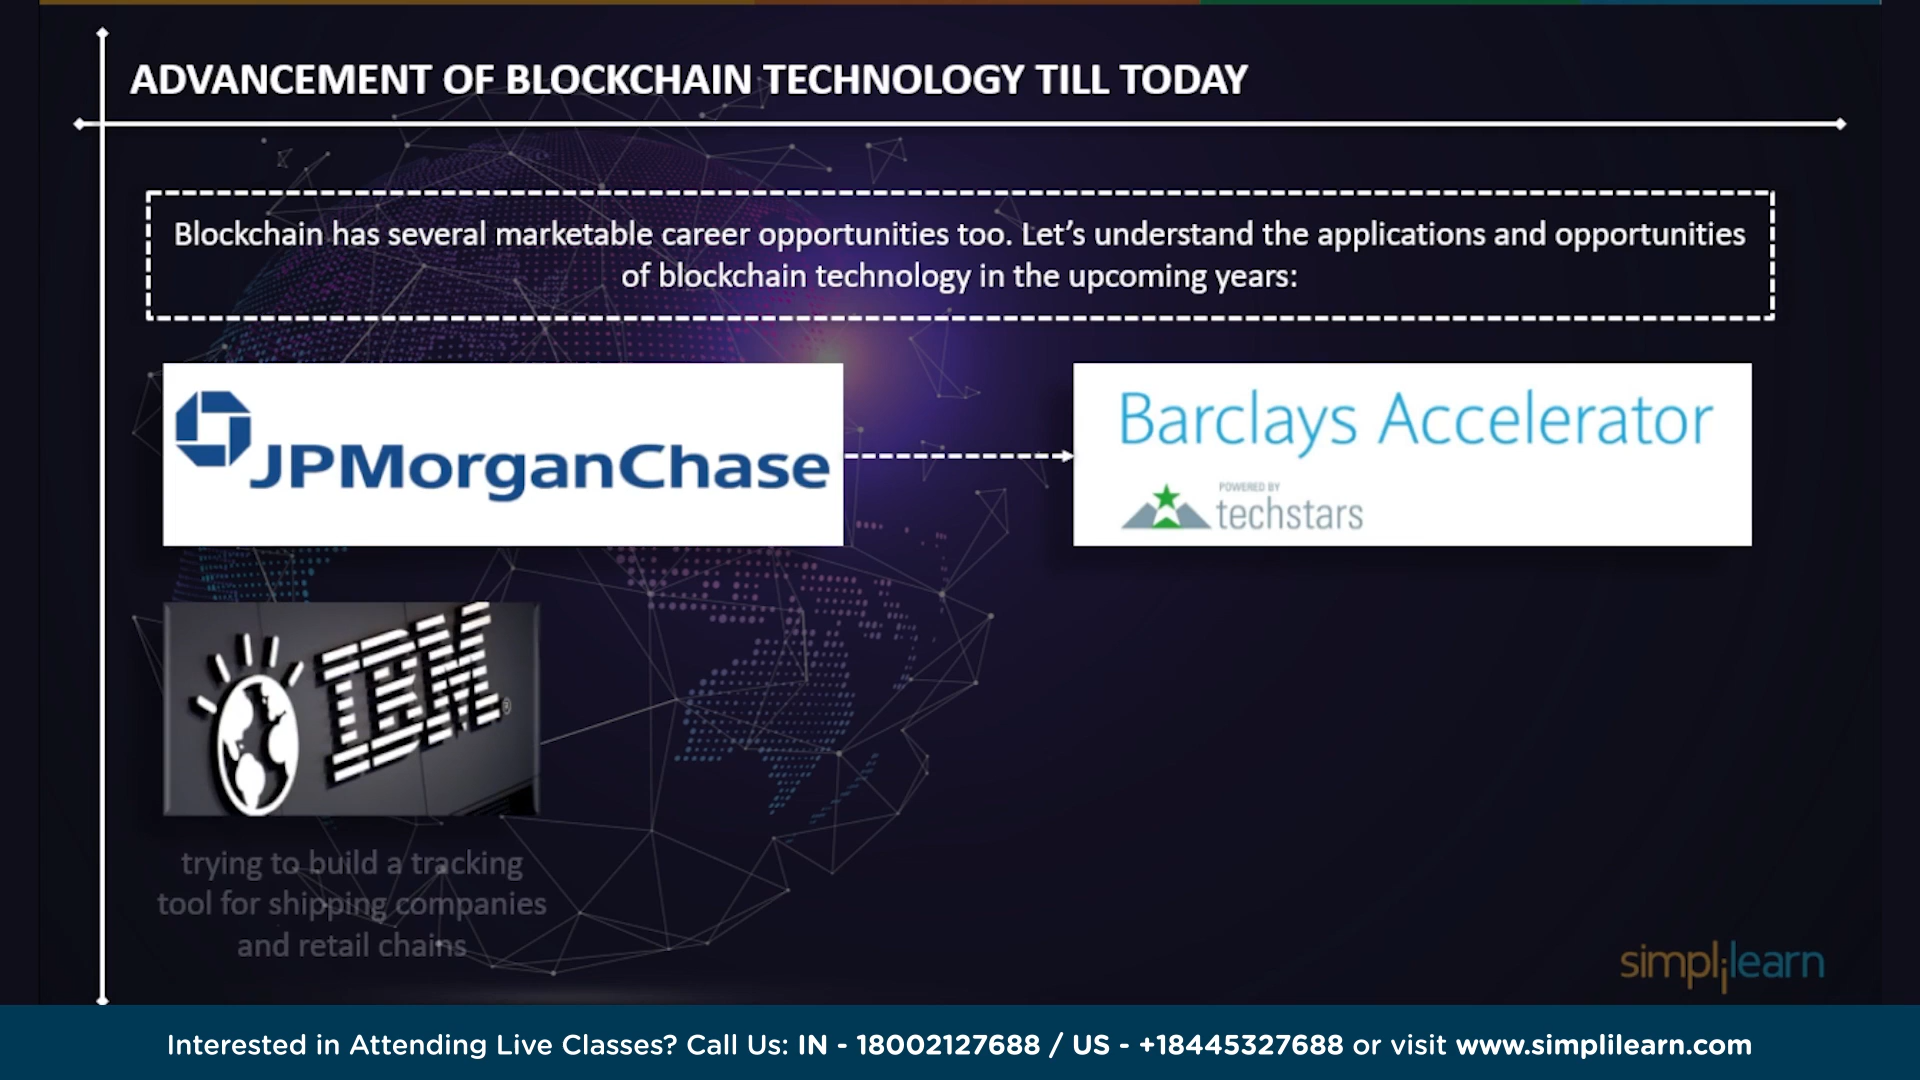 ADVANCEMENT OF BLOCKCHAIN TECHNOLOGY TILL TODAY
Blockchain has several marketable career opportunities too. Let’s understand the applications and opportunities
of blockchain technology in the upcoming years:
JPMorganChase
Barclays Accelerator
POWERED BY
techstars
IBM®
trying to build a tracking
tool for shipping companies
and retail chains
simplilearn
Interested in Attending Live Classes? Call Us: IN - 18002127688 / US - +18445327688 or visit www.simplilearn.com